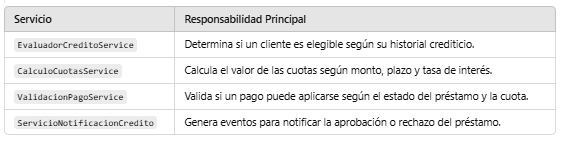 Servicio Responsabilidad Principal
EvaluadorCreditoService Determina si un cliente es elegible según su historial crediticio.
CalculoCuotasService Calcula el valor de las cuotas según monto, plazo y tasa de interés.
ValidacionPagoService Valida si un pago puede aplicarse según el estado del préstamo y la cuota.
ServicioNotificacionCredito Genera eventos para notificar la aprobación o rechazo del préstamo.